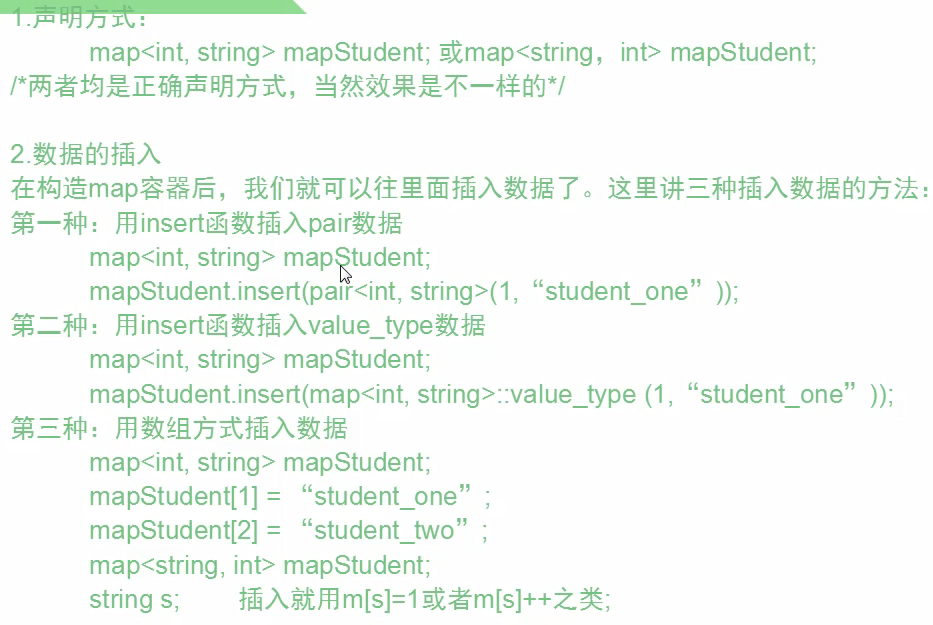 1.声明方式：
map<int, string> mapStudent; 或map<string，int> mapStudent;
/*两者均是正确声明方式，当然效果是不一样的*/
2.数据的插入
在构造map容器后，我们就可以往里面插入数据了。这里讲三种插入数据的方法：
第一种：用insert函数插入pair数据
map<int, string> mapStudent;
mapStudent.insert(pair<int, string>(1,“student_one”));
第二种：用insert函数插入value_type数据
map<int, string> mapStudent;
mapStudent.insert(map<int, string>::value_type (1,“student_one”));
第三种：用数组方式插入数据
map<int, string> mapStudent;
mapStudent[1] = “student_one”;
mapStudent[2] = “student_two”;
map<string, int> mapStudent;
string s; 插入就用m[s]=1或者m[s]++之类;